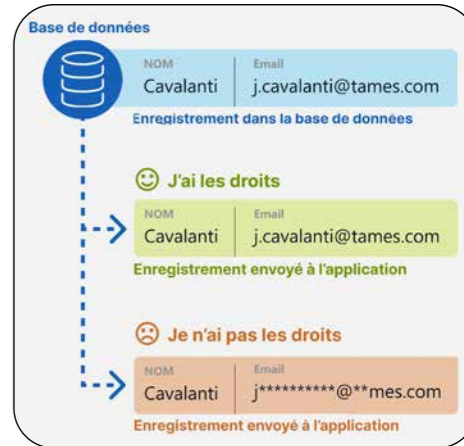 Base de données
NOM Email
Cavalanti j.cavalanti@tames.com
Enregistrement dans la base de données
J'ai les droits
NOM Email
Cavalanti j.cavalanti@tames.com
Enregistrement envoyé à l'application
Je n'ai pas les droits
NOM Email
Cavalanti j**********@**mes.com
Enregistrement envoyé à l'application